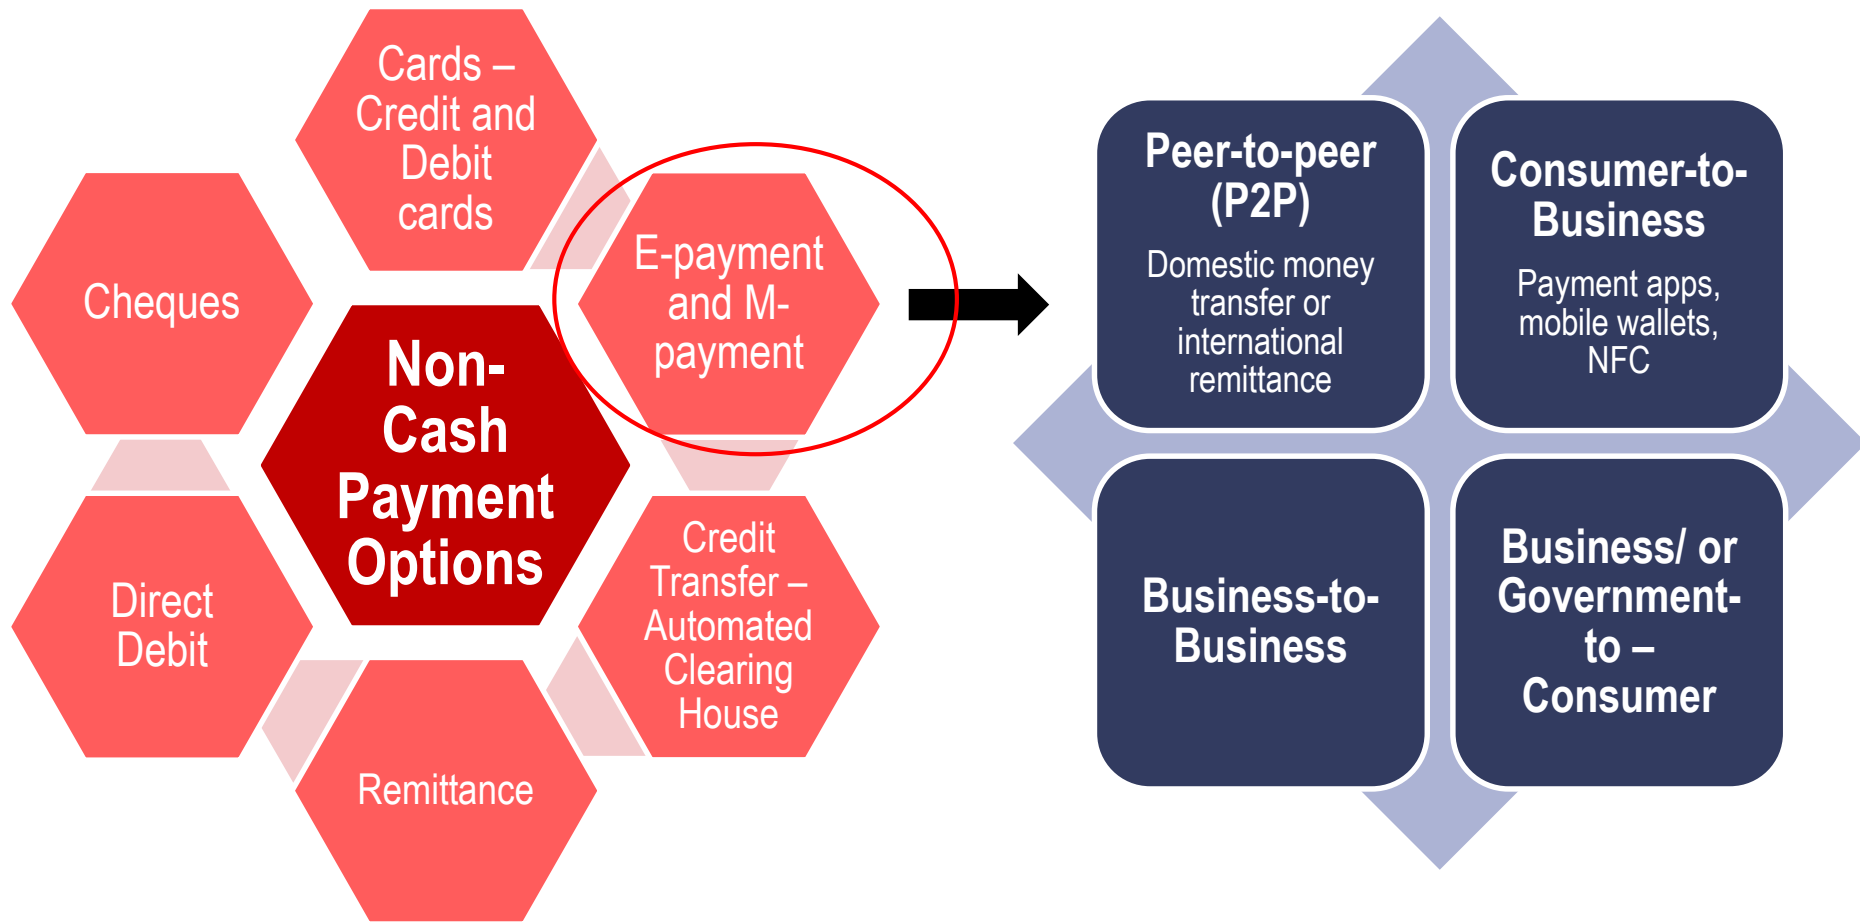 Cards –
Credit and
Debit
cards
Cheques
E-payment
and M-
payment
Non-
Cash
Payment
Options
Direct
Debit
Credit
Transfer –
Automated
Clearing
House
Remittance
Peer-to-peer
(P2P)
Domestic money
transfer or
international
remittance
Consumer-to-
Business
Payment apps,
mobile wallets,
NFC
Business-to-
Business
Business/ or
Government-
to –
Consumer